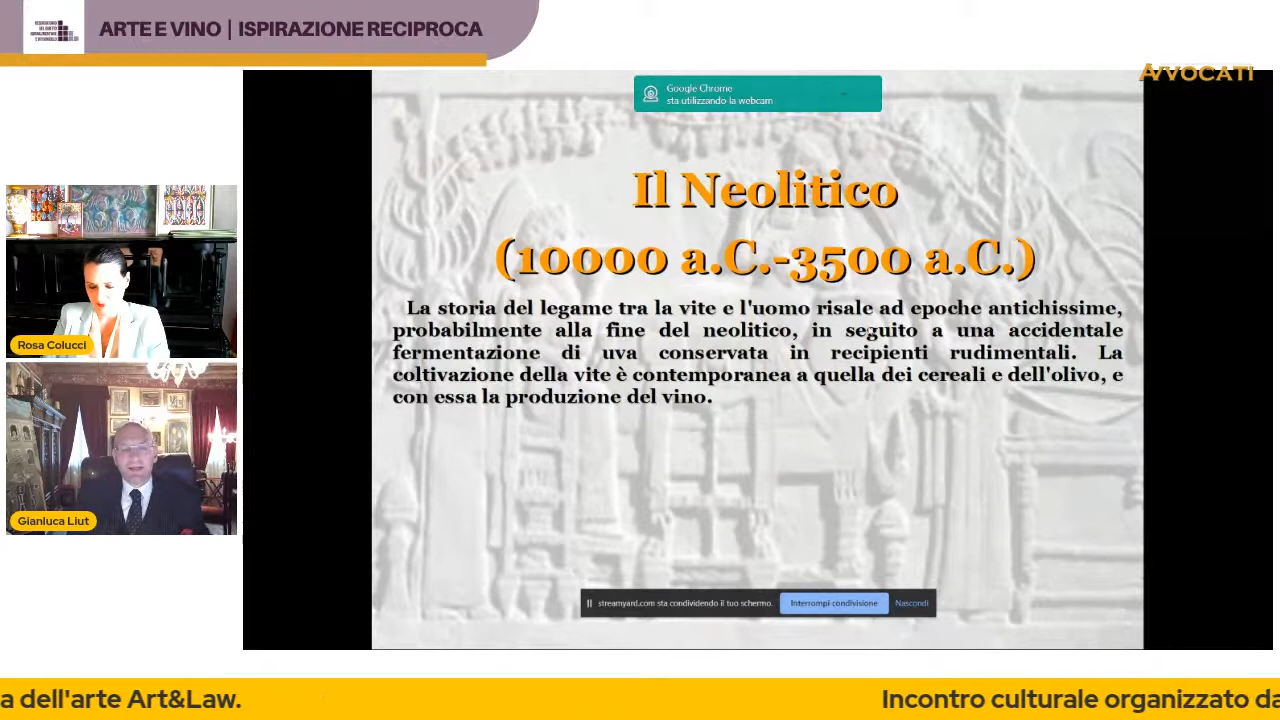 ARTE E VINO | ISPIRAZIONE RECIPROCA
AVVOCATI
Google Chrome
sta utilizzando la webcam
Il Neolitico
(10000 a.C.-3500 a.C.)
La storia del legame tra la vite e l'uomo risale ad epoche antichissime,
probabilmente alla fine del neolitico, in seguito a una accidentale
fermentazione di uva conservata in recipienti rudimentali. La
coltivazione della vite è contemporanea a quella dei cereali e dell'olivo, e
con essa la produzione del vino.
Rosa Colucci
Gianluca Liut
streamyard.com sta condividendo il tuo schermo.
Interrompi condivisione
Nascondi
a dell'arte Art&Law.
Incontro culturale organizzato da